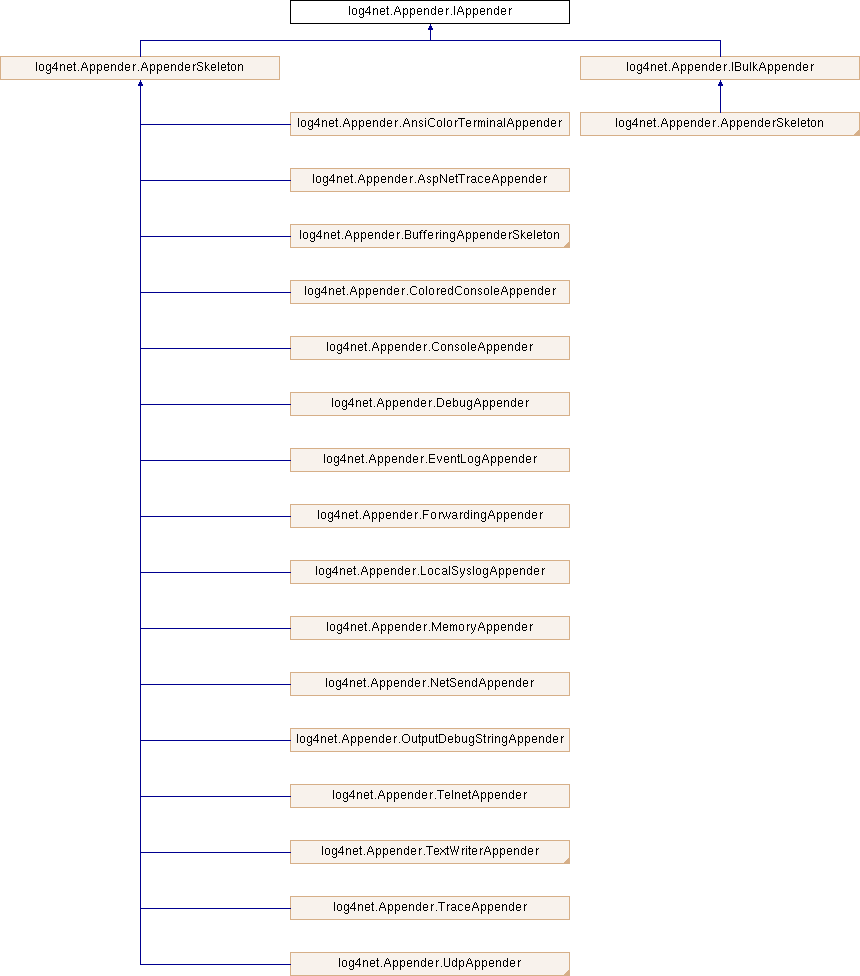 log4net.Appender.IAppender
log4net.Appender.AppenderSkeleton
log4net.Appender.IBulkAppender
log4net.Appender.AnsiColorTerminalAppender
log4net.Appender.AppenderSkeleton
log4net.Appender.AspNetTraceAppender
log4net.Appender.BufferingAppenderSkeleton
log4net.Appender.ColoredConsoleAppender
log4net.Appender.ConsoleAppender
log4net.Appender.DebugAppender
log4net.Appender.EventLogAppender
log4net.Appender.ForwardingAppender
log4net.Appender.LocalSyslogAppender
log4net.Appender.MemoryAppender
log4net.Appender.NetSendAppender
log4net.Appender.OutputDebugStringAppender
log4net.Appender.TelnetAppender
log4net.Appender.TextWriterAppender
log4net.Appender.TraceAppender
log4net.Appender.UdpAppender